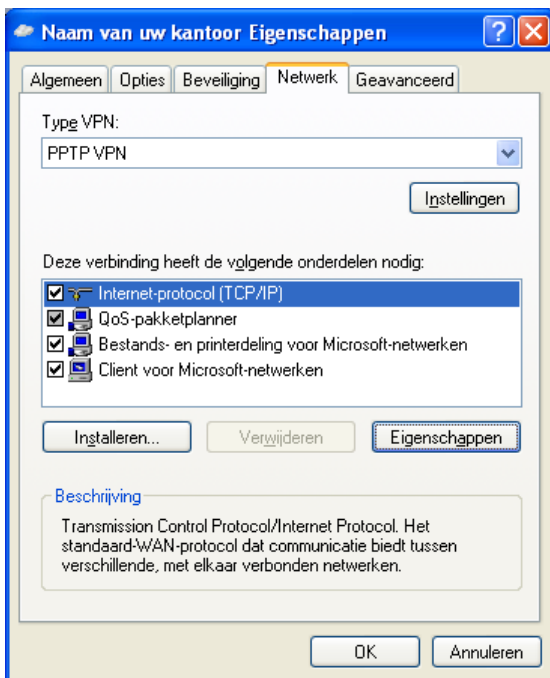 Naam van uw kantoor Eigenschappen
Algemeen Opties Beveiliging Netwerk Geavanceerd
Type VPN:
PPTP VPN
Instellingen
Deze verbinding heeft de volgende onderdelen nodig:
Internet-protocol (TCP/IP)
QoS-pakketplanner
Bestands- en printerdeling voor Microsoft-netwerken
Client voor Microsoft-netwerken
Installeren... Verwijderen Eigenschappen
Beschrijving
Transmission Control Protocol/Internet Protocol. Het
standaard-WAN-protocol dat communicatie biedt tussen
verschillende, met elkaar verbonden netwerken.
OK Annuleren